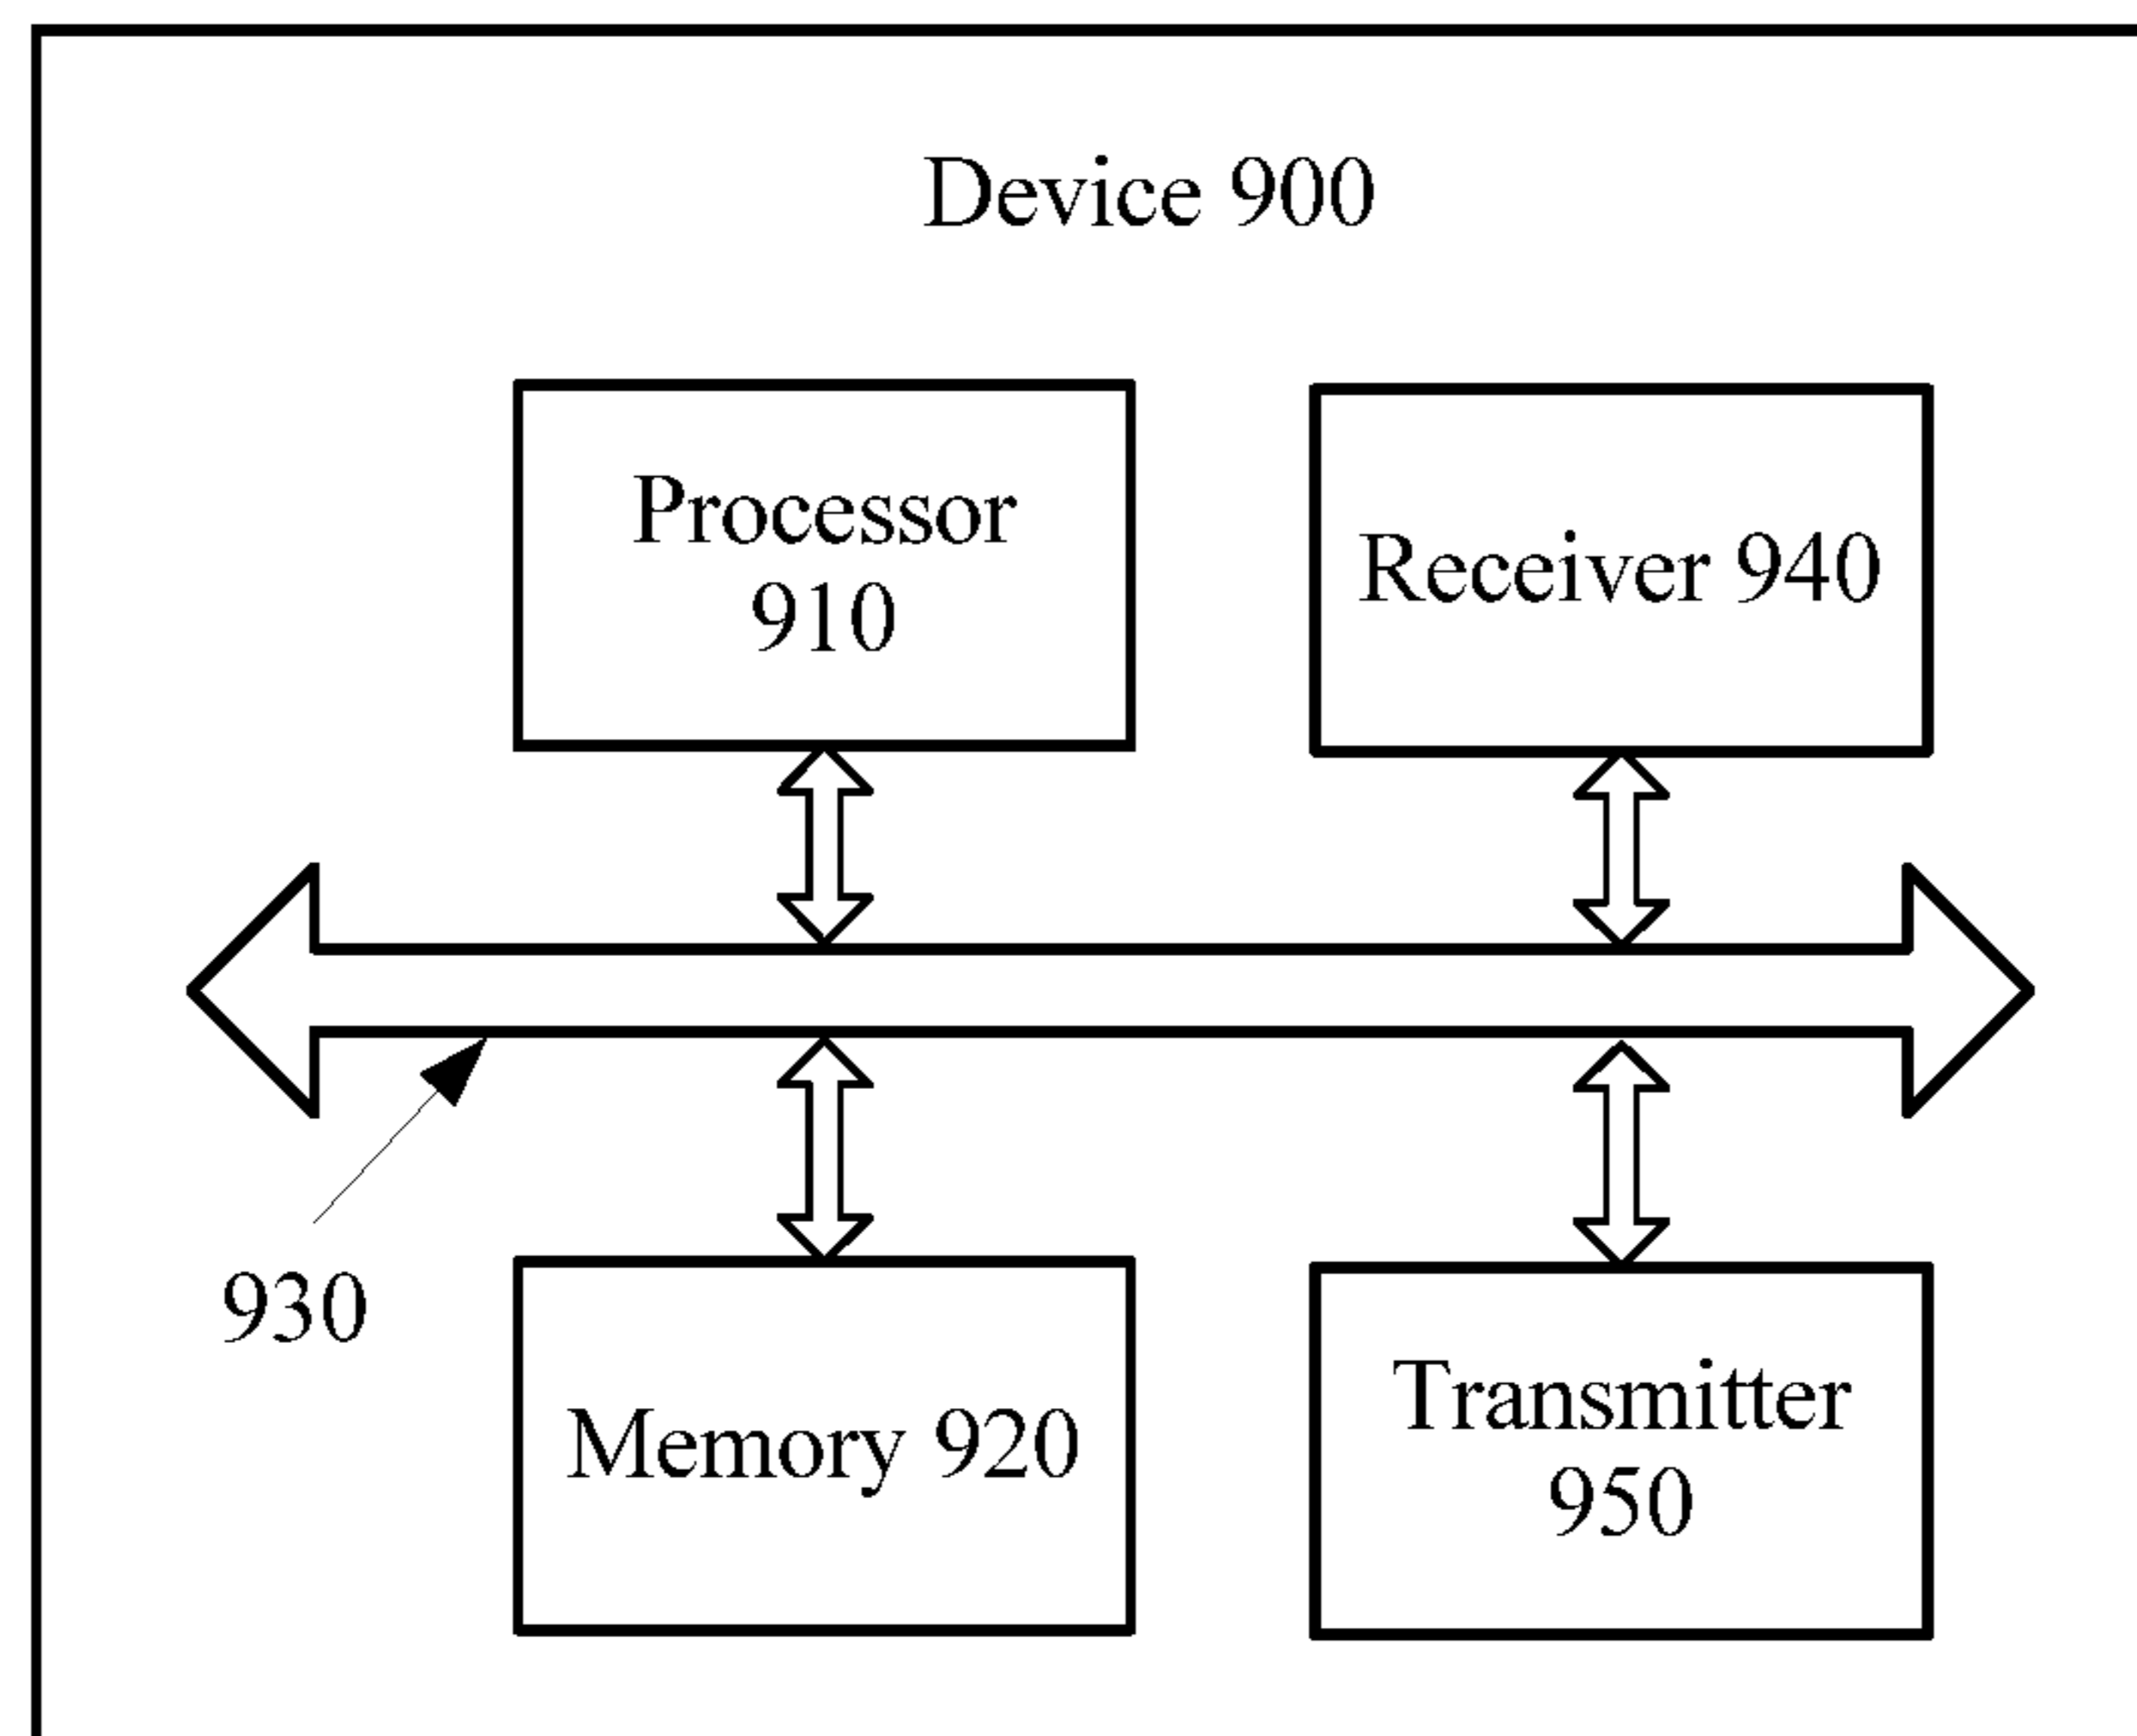 Device 900
Processor
910
Receiver 940
930
Memory 920
Transmitter
950